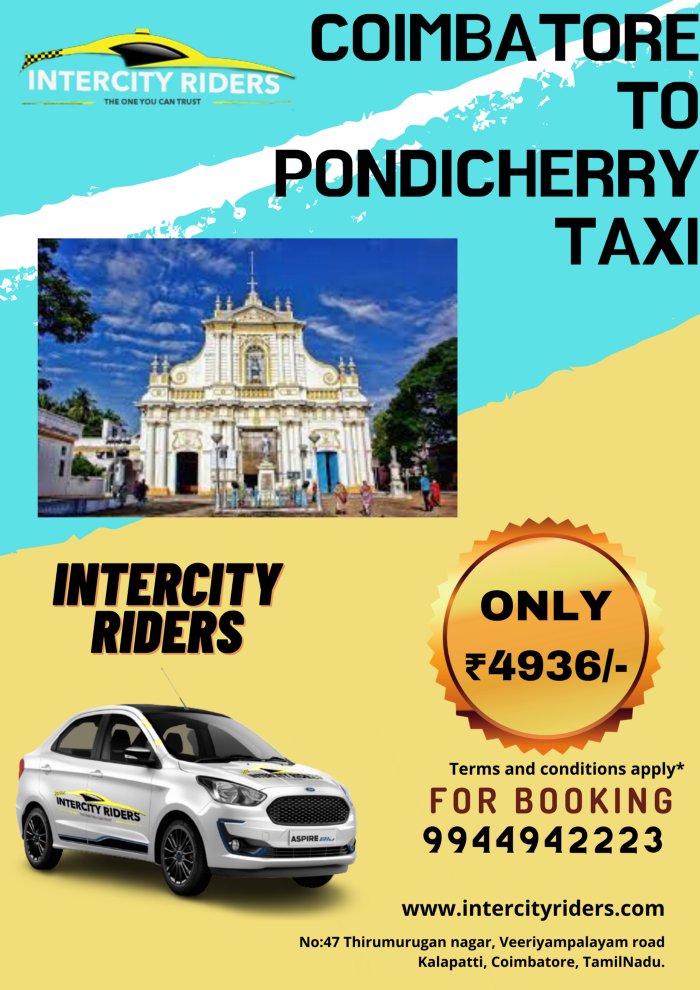 INTERCITY RIDERS
THE ONE YOU CAN TRUST
COIMBATORE
TO
PONDICHERRY
TAXI
INTERCITY
RIDERS
ONLY
₹4936/-
INTERCITY RIDERS
ASPIRE
Terms and conditions apply*
FOR BOOKING
9944942223
www.intercityriders.com
No:47 Thirumurugan nagar, Veeriyampalayam road
Kalapatti, Coimbatore, TamilNadu.